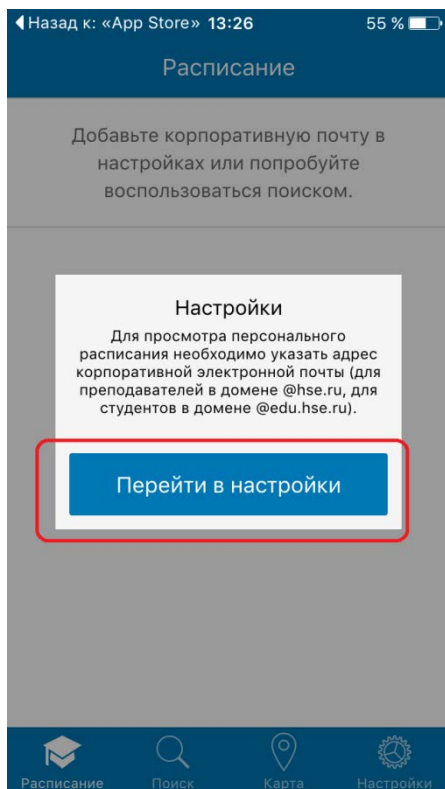 Назад к: «App Store» 13:26 55 %
Расписание
Добавьте корпоративную почту в
настройках или попробуйте
воспользоваться поиском.
Настройки
Для просмотра персонального
расписания необходимо указать адрес
корпоративной электронной почты (для
преподавателей в домене @hse.ru, для
студентов в домене @edu.hse.ru).
Перейти в настройки
Расписание Поиск Карта Настройки